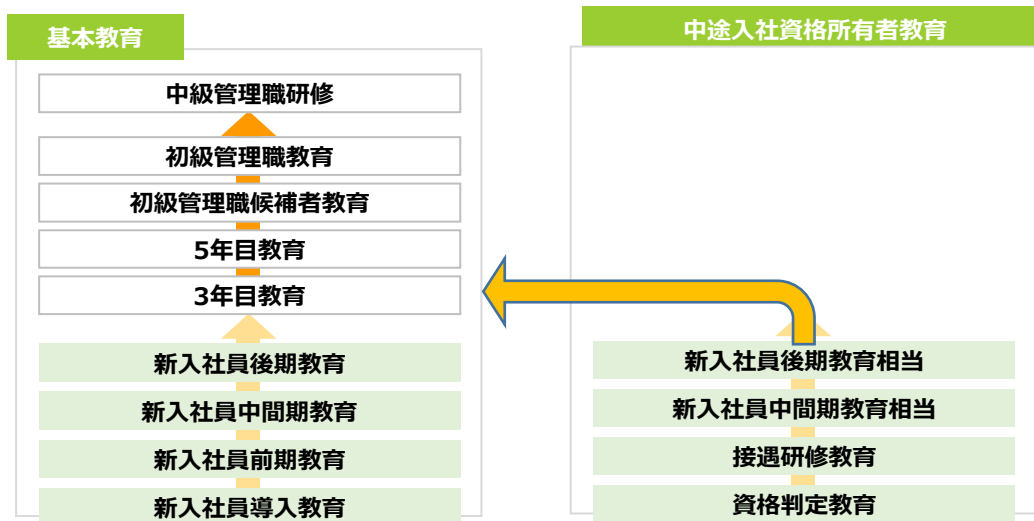 基本教育
中級管理職研修
初級管理職教育
初級管理職候補者教育
5年目教育
3年目教育
新入社員後期教育
新入社員中間期教育
新入社員前期教育
新入社員導入教育
中途入社資格所有者教育
新入社員後期教育相当
新入社員中間期教育相当
接遇研修教育
資格判定教育